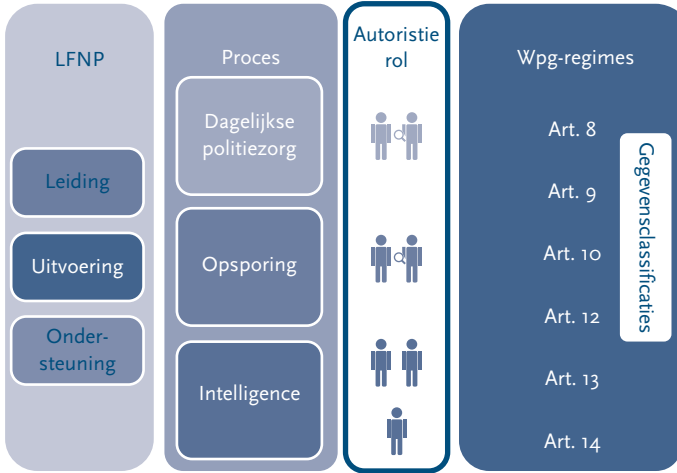 LFNP
Leiding
Uitvoering
Onder-
steuning
Proces
Dagelijkse
politiezorg
Opsporing
Intelligence
Autoristie
rol
Wpg-regimes
Art. 8
Art. 9
Art. 10
Art. 12
Art. 13
Art. 14
Gegevensclassificaties